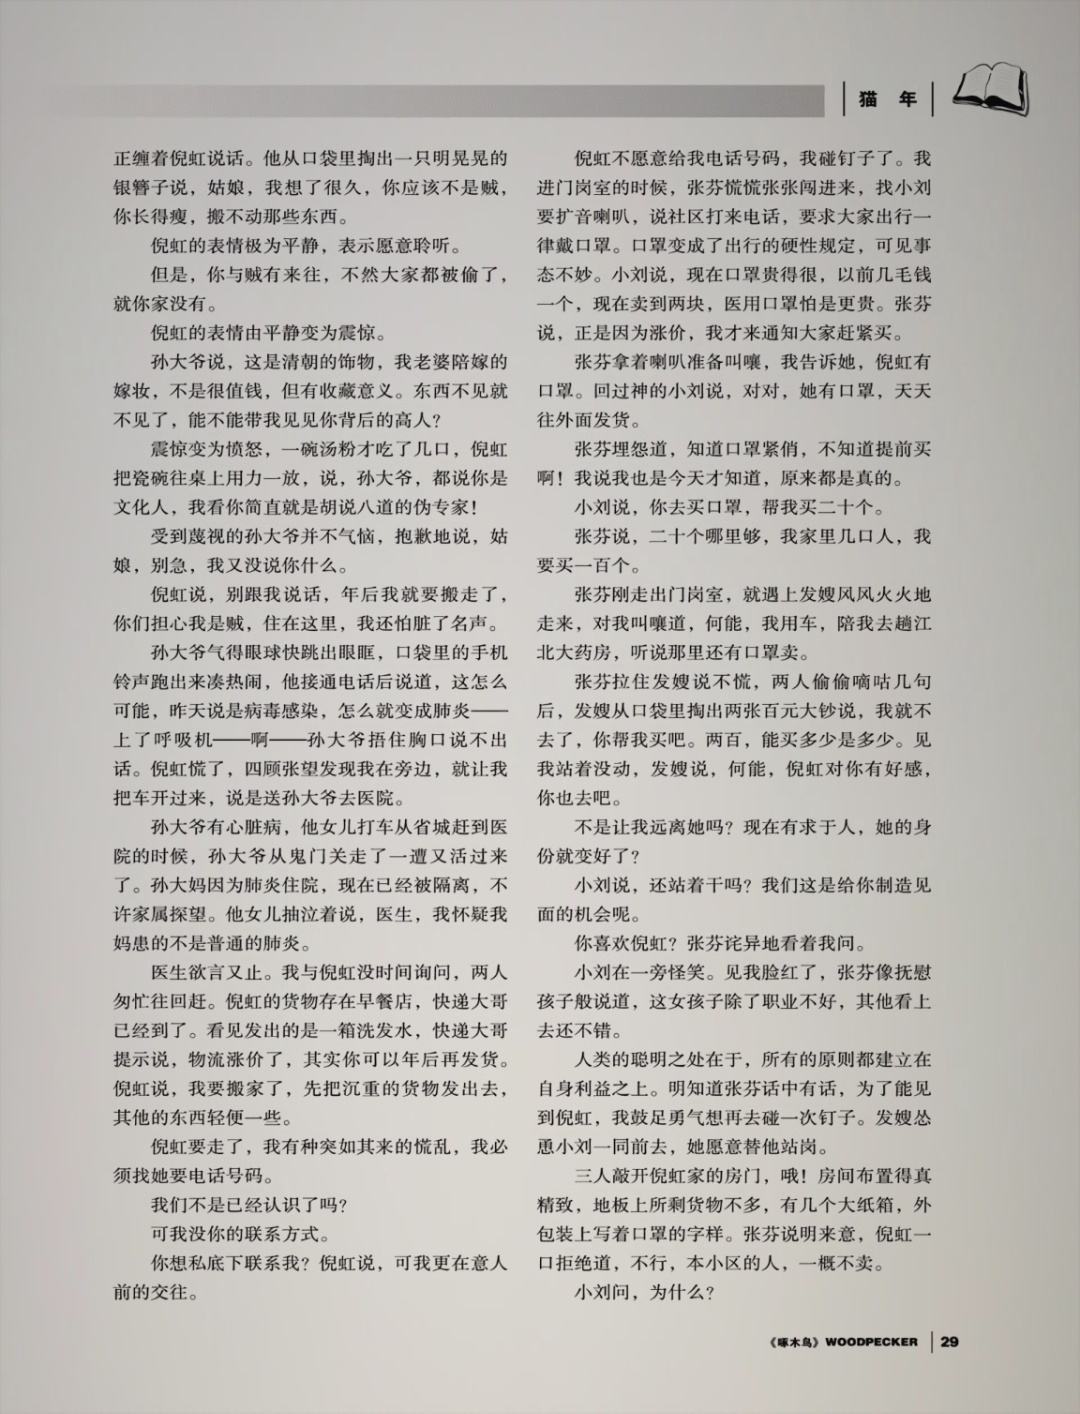 猫 年
正缠着倪虹说话。他从口袋里掏出一只明晃晃的
银簪子说，姑娘，我想了很久，你应该不是贼，
你长得瘦，搬不动那些东西。
倪虹的表情极为平静，表示愿意聆听。
但是，你与贼有来往，不然大家都被偷了，
就你家没有。
倪虹的表情由平静变为震惊。
孙大爷说，这是清朝的饰物，我老婆陪嫁的
嫁妆，不是很值钱，但有收藏意义。东西不见就
不见了，能不能带我见见你背后的高人？
震惊变为愤怒，一碗汤粉才吃了几口，倪虹
把瓷碗往桌上用力一放，说，孙大爷，都说你是
文化人，我看你简直就是胡说八道的伪专家！
受到蔑视的孙大爷并不气恼，抱歉地说，姑
娘，别急，我又没说你什么。
倪虹说，别跟我说话，年后我就要搬走了，
你们担心我是贼，住在这里，我还怕脏了名声。
孙大爷气得眼球快跳出眼眶，口袋里的手机
铃声跑出来凑热闹，他接通电话后说道，这怎么
可能，昨天说是病毒感染，怎么就变成肺炎——
上了呼吸机——啊——孙大爷捂住胸口说不出
话。倪虹慌了，四顾张望发现我在旁边，就让我
把车开过来，说是送孙大爷去医院。
孙大爷有心脏病，他女儿打车从省城赶到医
院的时候，孙大爷从鬼门关走了一遭又活过来
了。孙大妈因为肺炎住院，现在已经被隔离，不
许家属探望。他女儿抽泣着说，医生，我怀疑我
妈患的不是普通的肺炎。
医生欲言又止。我与倪虹没时间询问，两人
匆忙往回赶。倪虹的货物存在早餐店，快递大哥
已经到了。看见发出的是一箱洗发水，快递大哥
提示说，物流涨价了，其实你可以年后再发货。
倪虹说，我要搬家了，先把沉重的货物发出去，
其他的东西轻便一些。
倪虹要走了，我有种突如其来的慌乱，我必
须找她要电话号码。
我们不是已经认识了吗？
可我没你的联系方式。
你想私底下联系我？倪虹说，可我更在意人
前的交往。
倪虹不愿意给我电话号码，我碰钉子了。我
进门岗室的时候，张芬慌慌张张闯进来，找小刘
要扩音喇叭，说社区打来电话，要求大家出行一
律戴口罩。口罩变成了出行的硬性规定，可见事
态不妙。小刘说，现在口罩贵得很，以前几毛钱
一个，现在卖到两块，医用口罩怕是更贵。张芬
说，正是因为涨价，我才来通知大家赶紧买。
张芬拿着喇叭准备叫嚷，我告诉她，倪虹有
口罩。回过神的小刘说，对对，她有口罩，天天
往外面发货。
张芬埋怨道，知道口罩紧俏，不知道提前买
啊！我说我也是今天才知道，原来都是真的。
小刘说，你去买口罩，帮我买二十个。
张芬说，二十个哪里够，我家里几口人，我
要买一百个。
张芬刚走出门岗室，就遇上发嫂风风火火地
走来，对我叫嚷道，何能，我用车，陪我去趟江
北大药房，听说那里还有口罩卖。
张芬拉住发嫂说不慌，两人偷偷嘀咕几句
后，发嫂从口袋里掏出两张百元大钞说，我就不
去了，你帮我买吧。两百，能买多少是多少。见
我站着没动，发嫂说，何能，倪虹对你有好感，
你也去吧。
不是让我远离她吗？现在有求于人，她的身
份就变好了？
小刘说，还站着干吗？我们这是给你制造见
面的机会呢。
你喜欢倪虹？张芬诧异地看着我问。
小刘在一旁怪笑。见我脸红了，张芬像抚慰
孩子般说道，这女孩子除了职业不好，其他看上
去还不错。
人类的聪明之处在于，所有的原则都建立在
自身利益之上。明知道张芬话中有话，为了能见
到倪虹，我鼓足勇气想再去碰一次钉子。发嫂怂
恿小刘一同前去，她愿意替他站岗。
三人敲开倪虹家的房门，哦！房间布置得真
精致，地板上所剩货物不多，有几个大纸箱，外
包装上写着口罩的字样。张芬说明来意，倪虹一
口拒绝道，不行，本小区的人，一概不卖。
小刘问，为什么？
《啄木鸟》WOODPECKER 29